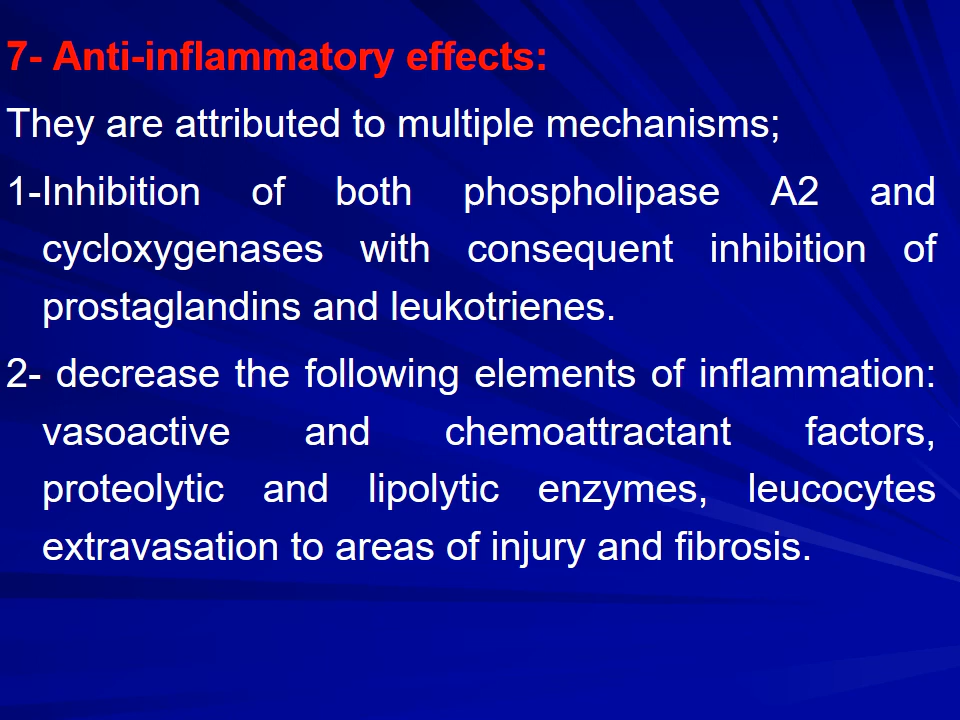 7- Anti-inflammatory effects:
They are attributed to multiple mechanisms;
1-Inhibition of both phospholipase A2 and
cycloxygenases with consequent inhibition of
prostaglandins and leukotrienes.
2- decrease the following elements of inflammation:
vasoactive and chemoattractant factors,
proteolytic and lipolytic enzymes, leucocytes
extravasation to areas of injury and fibrosis.